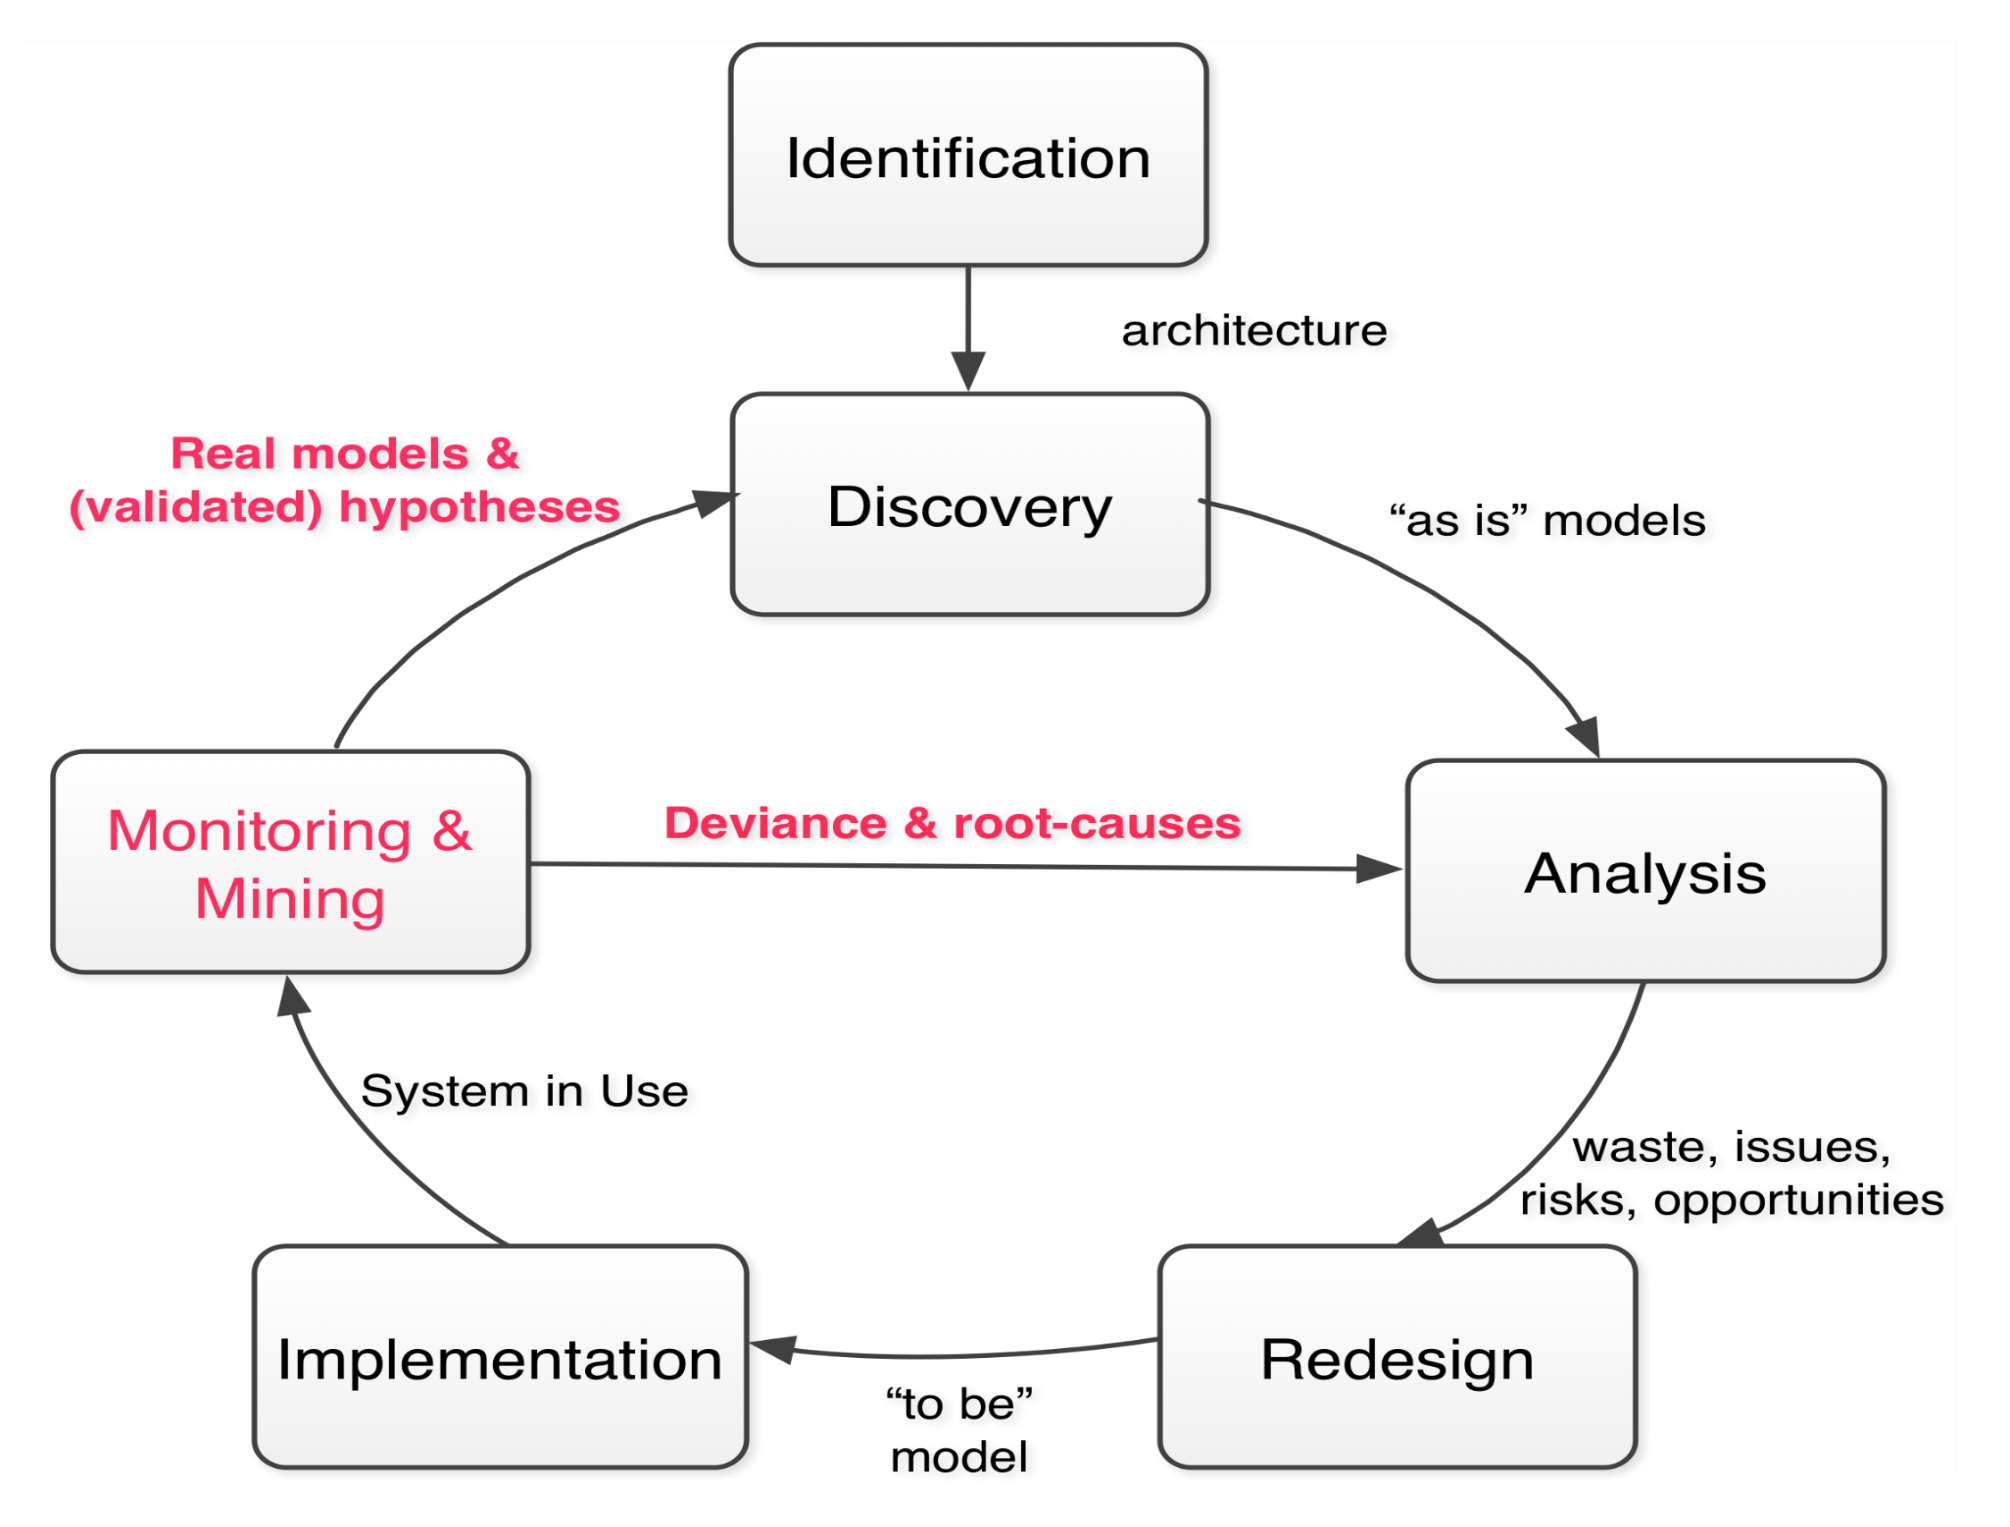 Identification
architecture
Real models &
(validated) hypotheses
Discovery
“as is” models
Monitoring &
Mining
Deviance & root-causes
Analysis
System in Use
waste, issues,
risks, opportunities
Implementation
“to be”
model
Redesign